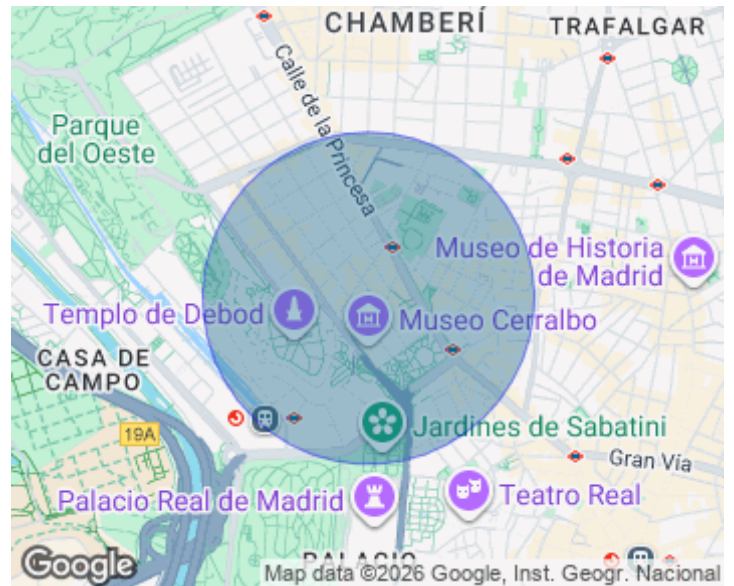 CHAMBERÍ
TRAFALGAR
Calle de la Princesa
Parque
del Oeste
Museo de Historia
de Madrid
Templo de Debod
Museo Cerralbo
CASA DE
CAMPO
19A
Jardines de Sabatini
Gran Vía
Palacio Real de Madrid
Teatro Real
PALACIO
Google
Map data ©2026 Google, Inst. Geogr. Nacional